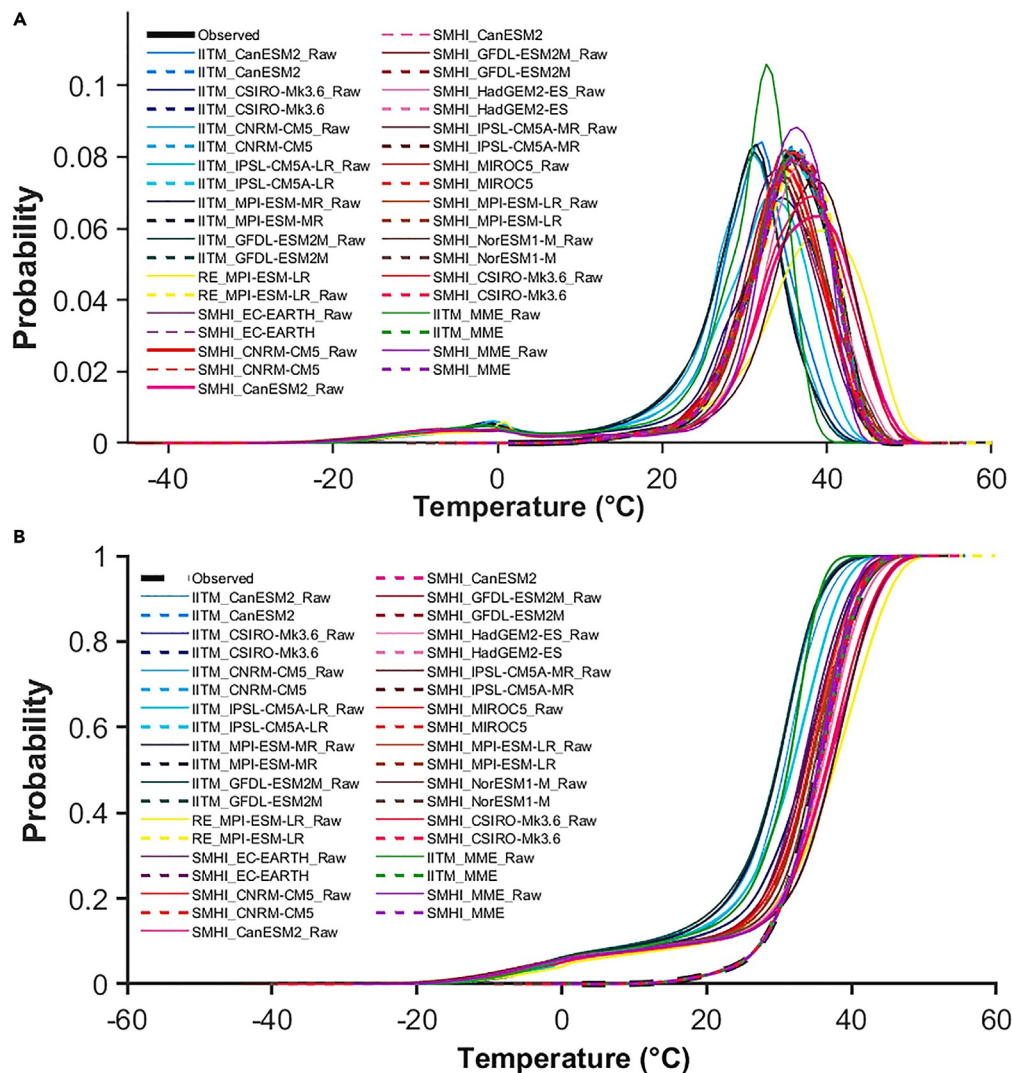 A
Observed
IITM_CanESM2_Raw
IITM_CanESM2
IITM_CSIRO-Mk3.6_Raw
IITM_CSIRO-Mk3.6
IITM_CNRM-CM5_Raw
IITM_CNRM-CM5
IITM_IPSL-CM5A-LR_Raw
IITM_IPSL-CM5A-LR
IITM_MPI-ESM-MR_Raw
IITM_MPI-ESM-MR
IITM_GFDL-ESM2M_Raw
IITM_GFDL-ESM2M
RE_MPI-ESM-LR
RE_MPI-ESM-LR_Raw
SMHI_EC-EARTH_Raw
SMHI_EC-EARTH
SMHI_CNRM-CM5_Raw
SMHI_CNRM-CM5
SMHI_CanESM2_Raw
SMHI_CanESM2
SMHI_GFDL-ESM2M_Raw
SMHI_GFDL-ESM2M
SMHI_HadGEM2-ES_Raw
SMHI_HadGEM2-ES
SMHI_IPSL-CM5A-MR_Raw
SMHI_IPSL-CM5A-MR
SMHI_MIROC5_Raw
SMHI_MIROC5
SMHI_MPI-ESM-LR_Raw
SMHI_MPI-ESM-LR
SMHI_NorESM1-M_Raw
SMHI_NorESM1-M
SMHI_CSIRO-Mk3.6_Raw
SMHI_CSIRO-Mk3.6
IITM_MME_Raw
IITM_MME
SMHI_MME_Raw
SMHI_MME
Probability
0.1
0.08
0.06
0.04
0.02
0
-40 -20 0 20 40 60
Temperature (°C)
B
Observed
IITM_CanESM2_Raw
IITM_CanESM2
IITM_CSIRO-Mk3.6_Raw
IITM_CSIRO-Mk3.6
IITM_CNRM-CM5_Raw
IITM_CNRM-CM5
IITM_IPSL-CM5A-LR_Raw
IITM_IPSL-CM5A-LR
IITM_MPI-ESM-MR_Raw
IITM_MPI-ESM-MR
IITM_GFDL-ESM2M_Raw
IITM_GFDL-ESM2M
RE_MPI-ESM-LR_Raw
RE_MPI-ESM-LR
SMHI_EC-EARTH_Raw
SMHI_EC-EARTH
SMHI_CNRM-CM5_Raw
SMHI_CNRM-CM5
SMHI_CanESM2_Raw
SMHI_CanESM2
SMHI_GFDL-ESM2M_Raw
SMHI_GFDL-ESM2M
SMHI_HadGEM2-ES_Raw
SMHI_HadGEM2-ES
SMHI_IPSL-CM5A-MR_Raw
SMHI_IPSL-CM5A-MR
SMHI_MIROC5_Raw
SMHI_MIROC5
SMHI_MPI-ESM-LR_Raw
SMHI_MPI-ESM-LR
SMHI_NorESM1-M_Raw
SMHI_NorESM1-M
SMHI_CSIRO-Mk3.6_Raw
SMHI_CSIRO-Mk3.6
IITM_MME_Raw
IITM_MME
SMHI_MME_Raw
SMHI_MME
Probability
1
0.8
0.6
0.4
0.2
0
-60 -40 -20 0 20 40 60
Temperature (°C)